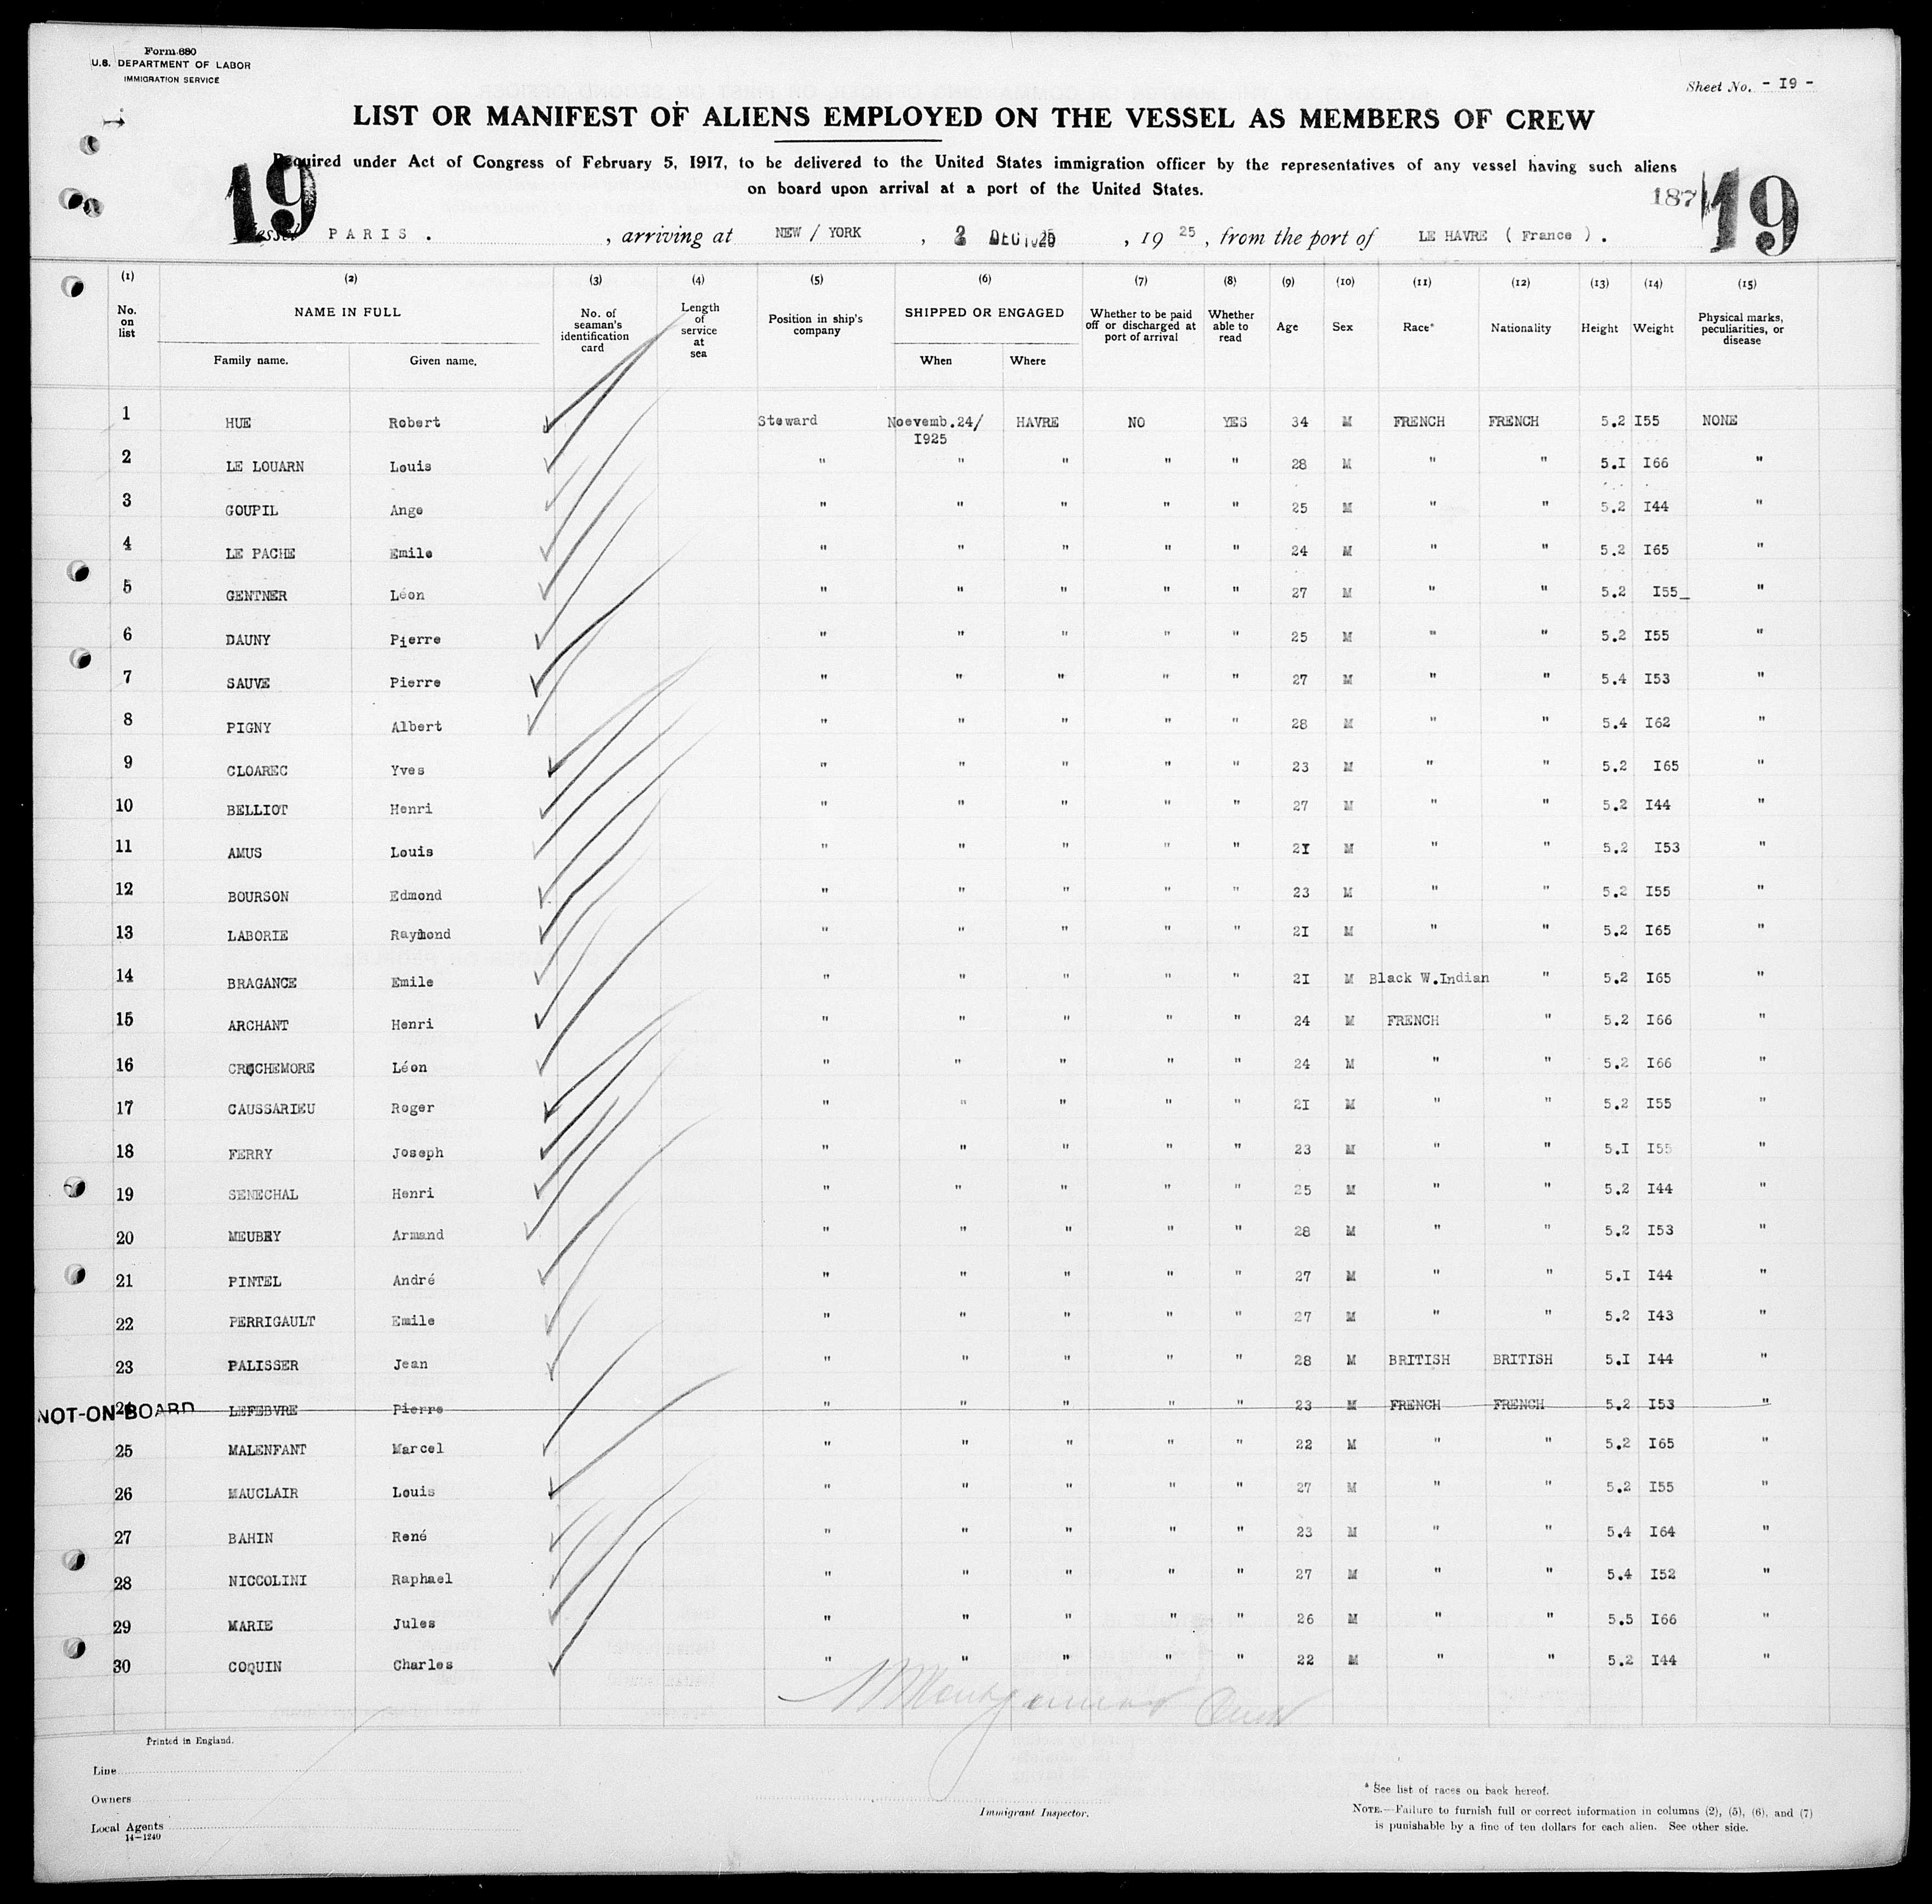 Form 680
U.S. DEPARTMENT OF LABOR
IMMIGRATION SERVICE
Sheet No. - I9 -
LIST OR MANIFEST OF ALIENS EMPLOYED ON THE VESSEL AS MEMBERS OF CREW
Required under Act of Congress of February 5, 1917, to be delivered to the United States immigration officer by the representatives of any vessel having such aliens
on board upon arrival at a port of the United States.
19 187 19
Vessel PARIS. , arriving at NEW / YORK , 2 DEC 1925 , 19 25 , from the port of LE HAVRE ( France ) .
(1) (2) (3) (4) (5) (6) (7) (8) (9) (10) (11) (12) (13) (14) (15)
No. on list NAME IN FULL Family name. Given name. No. of seaman's identification card Length of service at sea Position in ship's company SHIPPED OR ENGAGED When Where Whether to be paid off or discharged at port of arrival Whether able to read Age Sex Race* Nationality Height Weight Physical marks, peculiarities, or disease
1 HUE Robert Steward Noevemb.24/ I925 HAVRE NO YES 34 M FRENCH FRENCH 5.2 I55 NONE
2 LE LOUARN Louis " " " " " 28 M " " 5.I I66 "
3 GOUPIL Ange " " " " " 25 M " " 5.2 I44 "
4 LE PACHE Emile " " " " " 24 M " " 5.2 I65 "
5 GENTNER Léon " " " " " 27 M " " 5.2 I55_ "
6 DAUNY Pierre " " " " " 25 M " " 5.2 I55 "
7 SAUVE Pierre " " " " " 27 M " " 5.4 I53 "
8 PIGNY Albert " " " " " 28 M " " 5.4 I62 "
9 CLOAREC Yves " " " " " 23 M " " 5.2 I65 "
10 BELLIOT Henri " " " " " 27 M " " 5.2 I44 "
11 AMUS Louis " " " " " 2I M " " 5.2 I53 "
12 BOURSON Edmond " " " " " 23 M " " 5.2 I55 "
13 LABORIE Raymond " " " " " 2I M " " 5.2 I65 "
14 BRAGANCE Emile " " " " " 2I M Black W.Indian " 5.2 I65 "
15 ARCHANT Henri " " " " " 24 M FRENCH " 5.2 I66 "
16 CROCHEMORE Léon " " " " " 24 M " " 5.2 I66 "
17 CAUSSARIEU Roger " " " " " 2I M " " 5.2 I55 "
18 FERRY Joseph " " " " " 23 M " " 5.I I55 "
19 SENECHAL Henri " " " " " 25 M " " 5.2 I44 "
20 MEUBRY Armand " " " " " 28 M " " 5.2 I53 "
21 PINTEL André " " " " " 27 M " " 5.I I44 "
22 PERRIGAULT Emile " " " " " 27 M " " 5.2 I43 "
23 PALISSER Jean " " " " " 28 M BRITISH BRITISH 5.I I44 "
NOT-ON-BOARD 24 LEFEBVRE Pierre " " " " " 23 M FRENCH FRENCH 5.2 I53 "
25 MALENFANT Marcel " " " " " 22 M " " 5.2 I65 "
26 MAUCLAIR Louis " " " " " 27 M " " 5.2 I55 "
27 BAHIN René " " " " " 23 M " " 5.4 I64 "
28 NICCOLINI Raphael " " " " " 27 M " " 5.4 I52 "
29 MARIE Jules " " " " " 26 M " " 5.5 I66 "
30 COQUIN Charles " " " " " 22 M " " 5.2 I44 "
Printed in England.
Line
Owners
Local Agents
14-1240
Immigrant Inspector.
* See list of races on back hereof.
NOTE.—Failure to furnish full or correct information in columns (2), (5), (6), and (7)
is punishable by a fine of ten dollars for each alien. See other side.